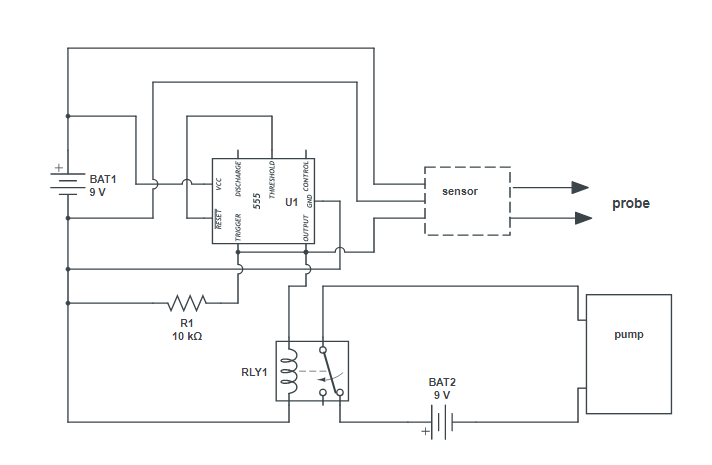 +
BAT1
9 V
VCC
DISCHARGE
THRESHOLD
CONTROL
555
U1
GND
RESET
TRIGGER
OUTPUT
sensor
probe
R1
10 kΩ
RLY1
pump
BAT2
9 V
+